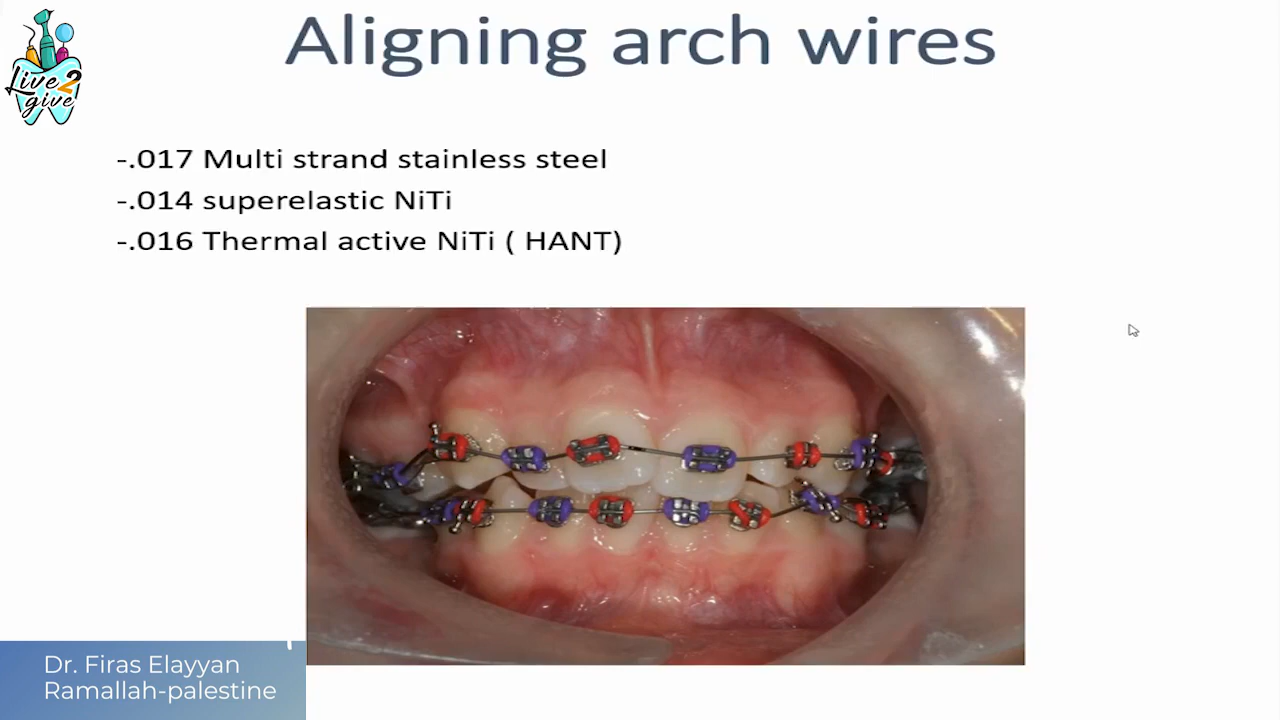 Live 2
give
Aligning arch wires
-.017 Multi strand stainless steel
-.014 superelastic NiTi
-.016 Thermal active NiTi ( HANT)
Dr. Firas Elayyan
Ramallah-palestine